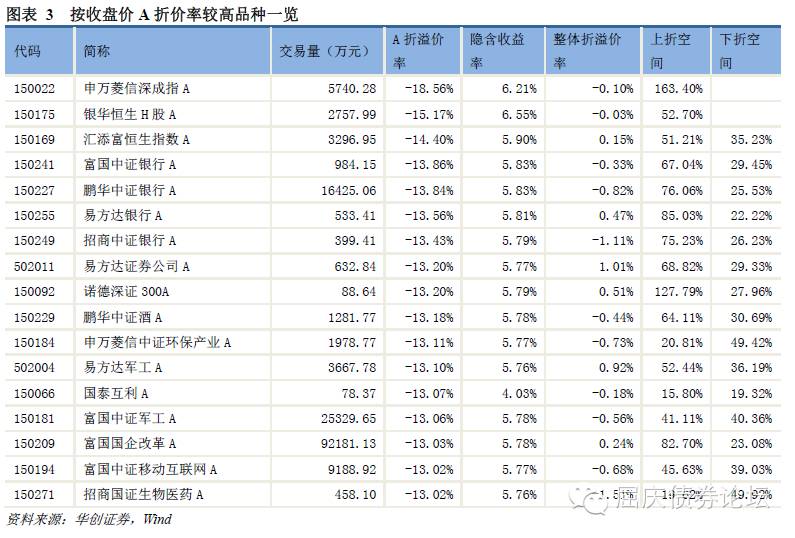 图表 3 按收盘价 A 折价率较高品种一览
代码 简称 交易量（万元） A 折溢价率 隐含收益率 整体折溢价率 上折空间 下折空间
150022 申万菱信深成指 A 5740.28 -18.56% 6.21% -0.10% 163.40%
150175 银华恒生 H 股 A 2757.99 -15.17% 6.55% -0.03% 52.70%
150169 汇添富恒生指数 A 3296.95 -14.40% 5.90% 0.15% 51.21% 35.23%
150241 富国中证银行 A 984.15 -13.86% 5.83% -0.33% 67.04% 29.45%
150227 鹏华中证银行 A 16425.06 -13.84% 5.83% -0.82% 76.06% 25.53%
150255 易方达银行 A 533.41 -13.56% 5.81% 0.47% 85.03% 22.22%
150249 招商中证银行 A 399.41 -13.43% 5.79% -1.11% 75.23% 26.23%
502011 易方达证券公司 A 632.84 -13.20% 5.77% 1.01% 68.82% 29.33%
150092 诺德深证 300A 88.64 -13.20% 5.79% 0.51% 127.79% 27.96%
150229 鹏华中证酒 A 1281.77 -13.18% 5.78% -0.44% 64.11% 30.69%
150184 申万菱信中证环保产业 A 1978.77 -13.11% 5.77% -0.73% 20.81% 49.42%
502004 易方达军工 A 3667.78 -13.10% 5.76% 0.92% 52.44% 36.19%
150066 国泰互利 A 78.37 -13.07% 4.03% -0.18% 15.80% 19.32%
150181 富国中证军工 A 25329.65 -13.06% 5.78% -0.56% 41.11% 40.36%
150209 富国国企改革 A 92181.13 -13.03% 5.78% 0.24% 82.70% 23.08%
150194 富国中证移动互联网 A 9188.92 -13.02% 5.77% -0.68% 45.63% 39.03%
150271 招商国证生物医药 A 458.10 -13.02% 5.76%
屈庆债券论坛
资料来源：华创证券，Wind